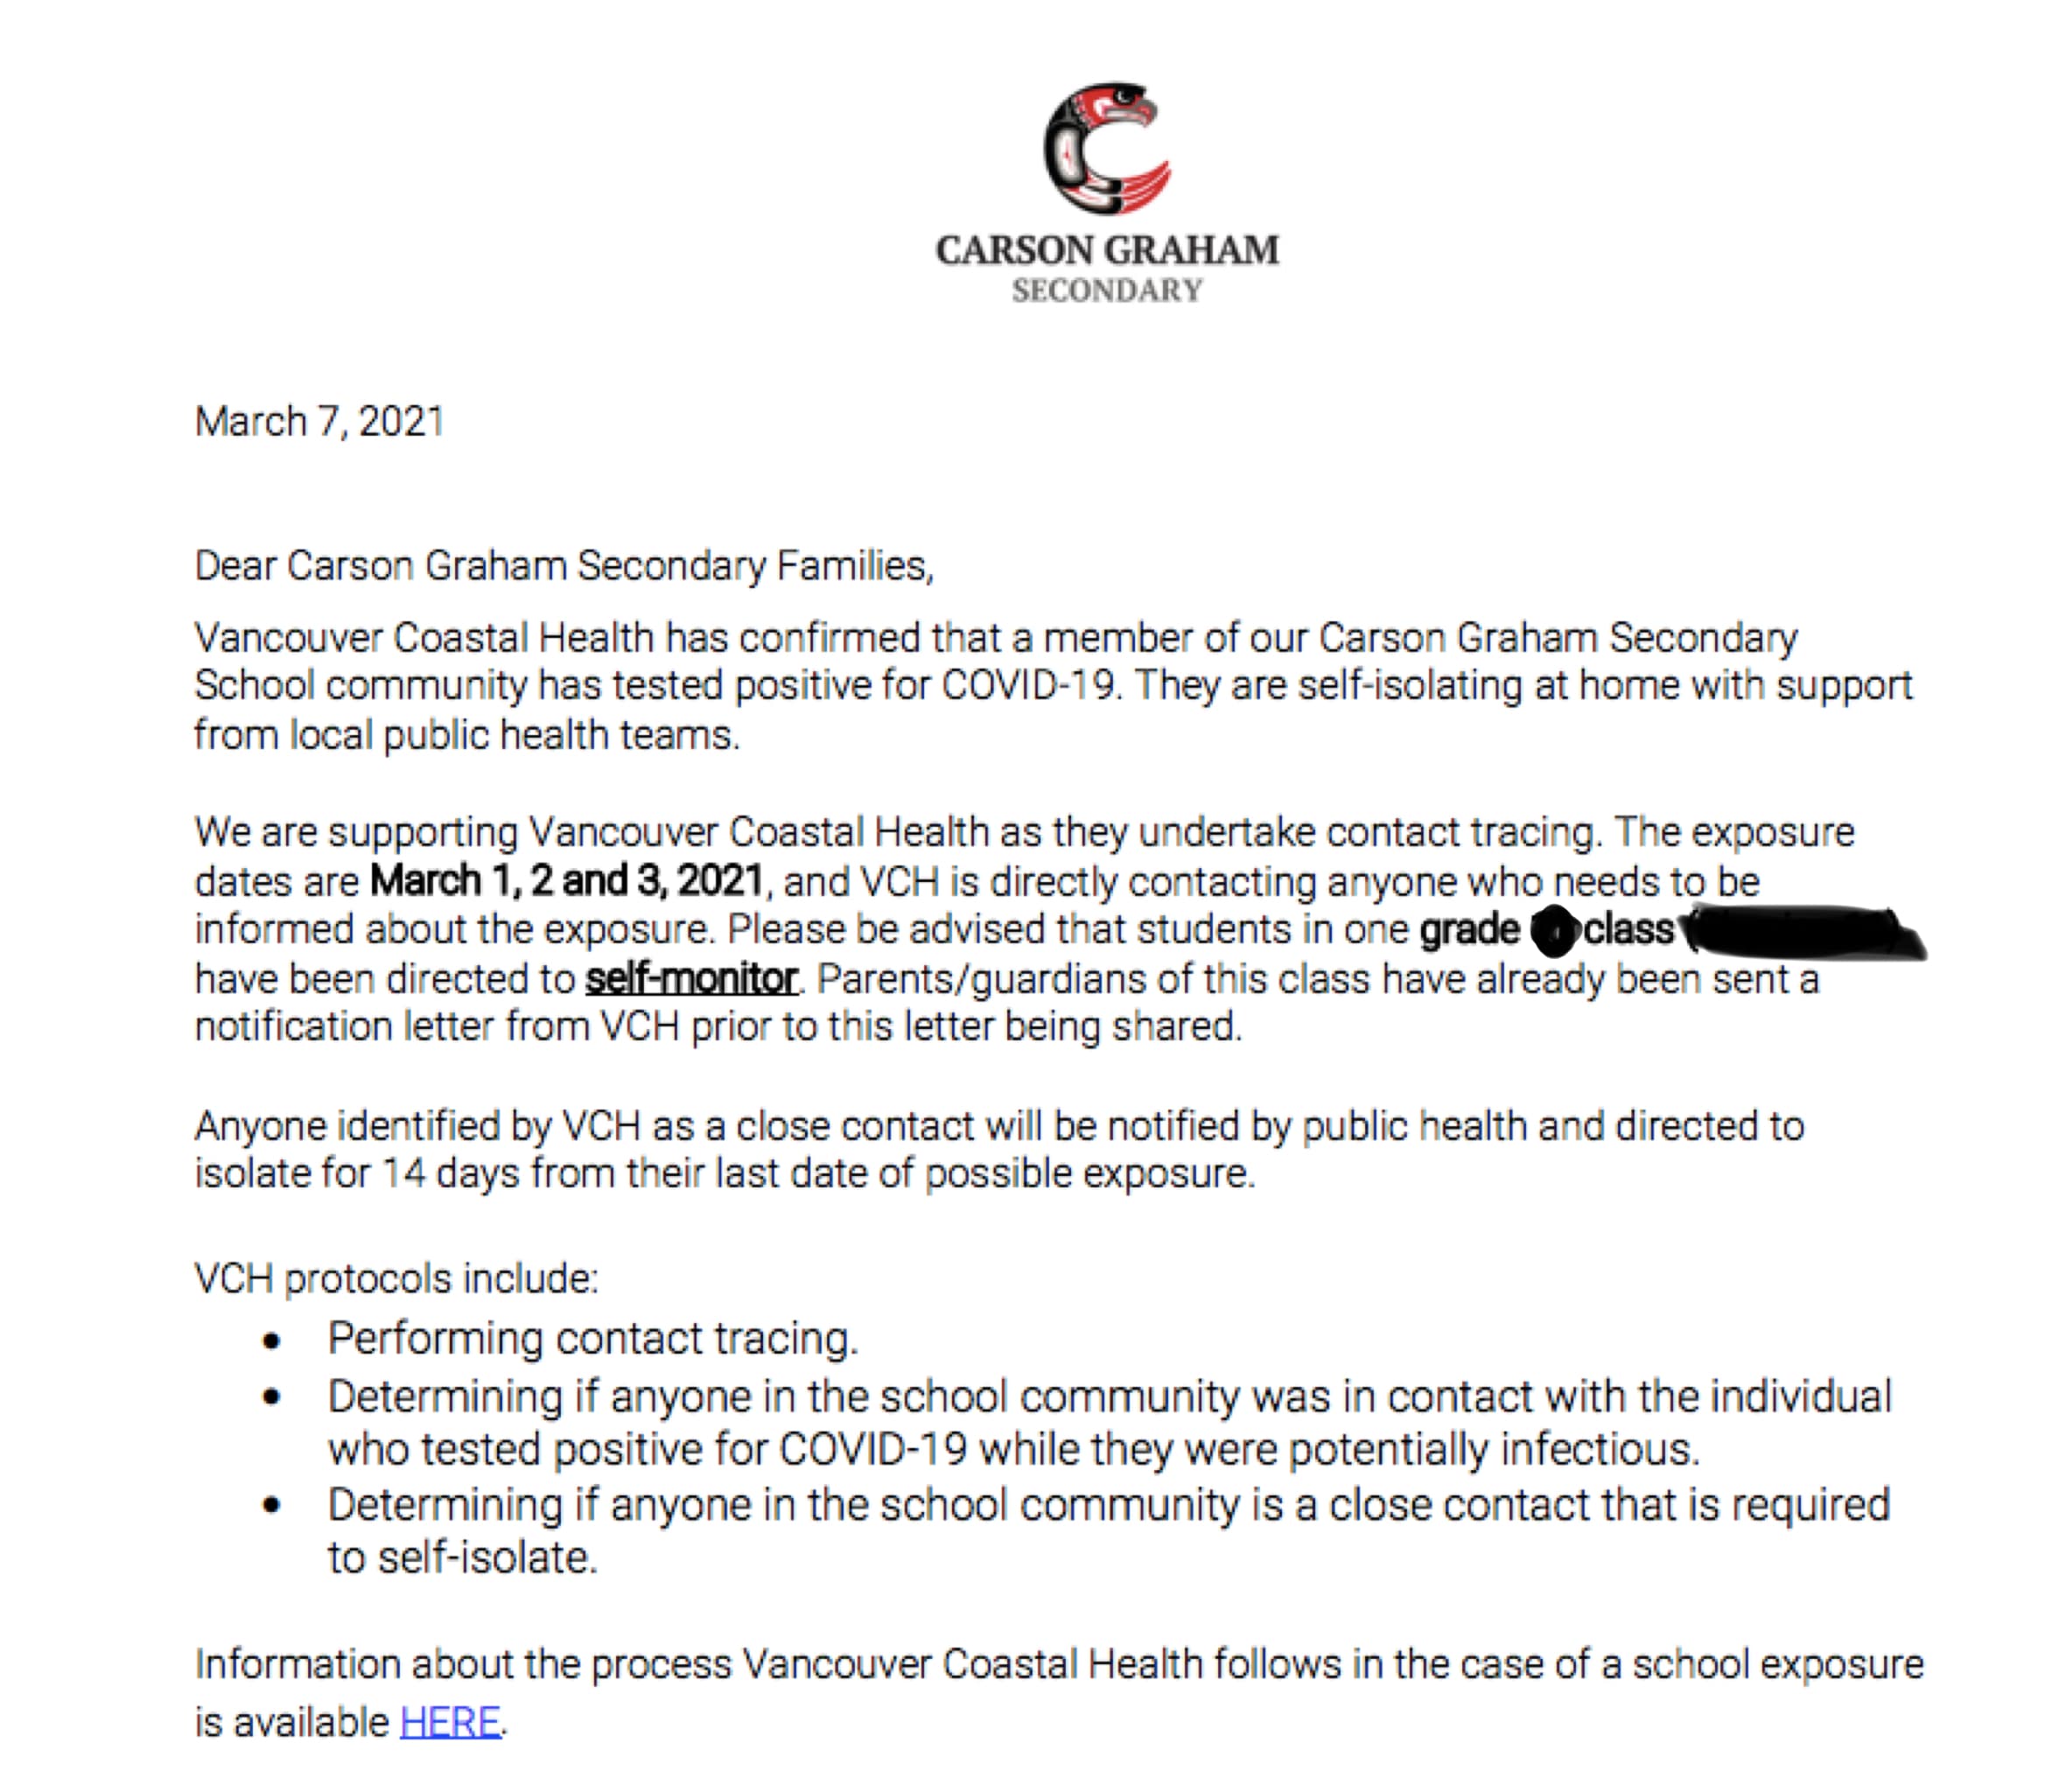 CARSON GRAHAM
SECONDARY
March 7, 2021
Dear Carson Graham Secondary Families,
Vancouver Coastal Health has confirmed that a member of our Carson Graham Secondary
School community has tested positive for COVID-19. They are self-isolating at home with support
from local public health teams.
We are supporting Vancouver Coastal Health as they undertake contact tracing. The exposure
dates are March 1, 2 and 3, 2021, and VCH is directly contacting anyone who needs to be
informed about the exposure. Please be advised that students in one grade class (
have been directed to self-monitor. Parents/guardians of this class have already been sent a
notification letter from VCH prior to this letter being shared.
Anyone identified by VCH as a close contact will be notified by public health and directed to
isolate for 14 days from their last date of possible exposure.
VCH protocols include:
• Performing contact tracing.
• Determining if anyone in the school community was in contact with the individual
who tested positive for COVID-19 while they were potentially infectious.
• Determining if anyone in the school community is a close contact that is required
to self-isolate.
Information about the process Vancouver Coastal Health follows in the case of a school exposure
is available HERE.